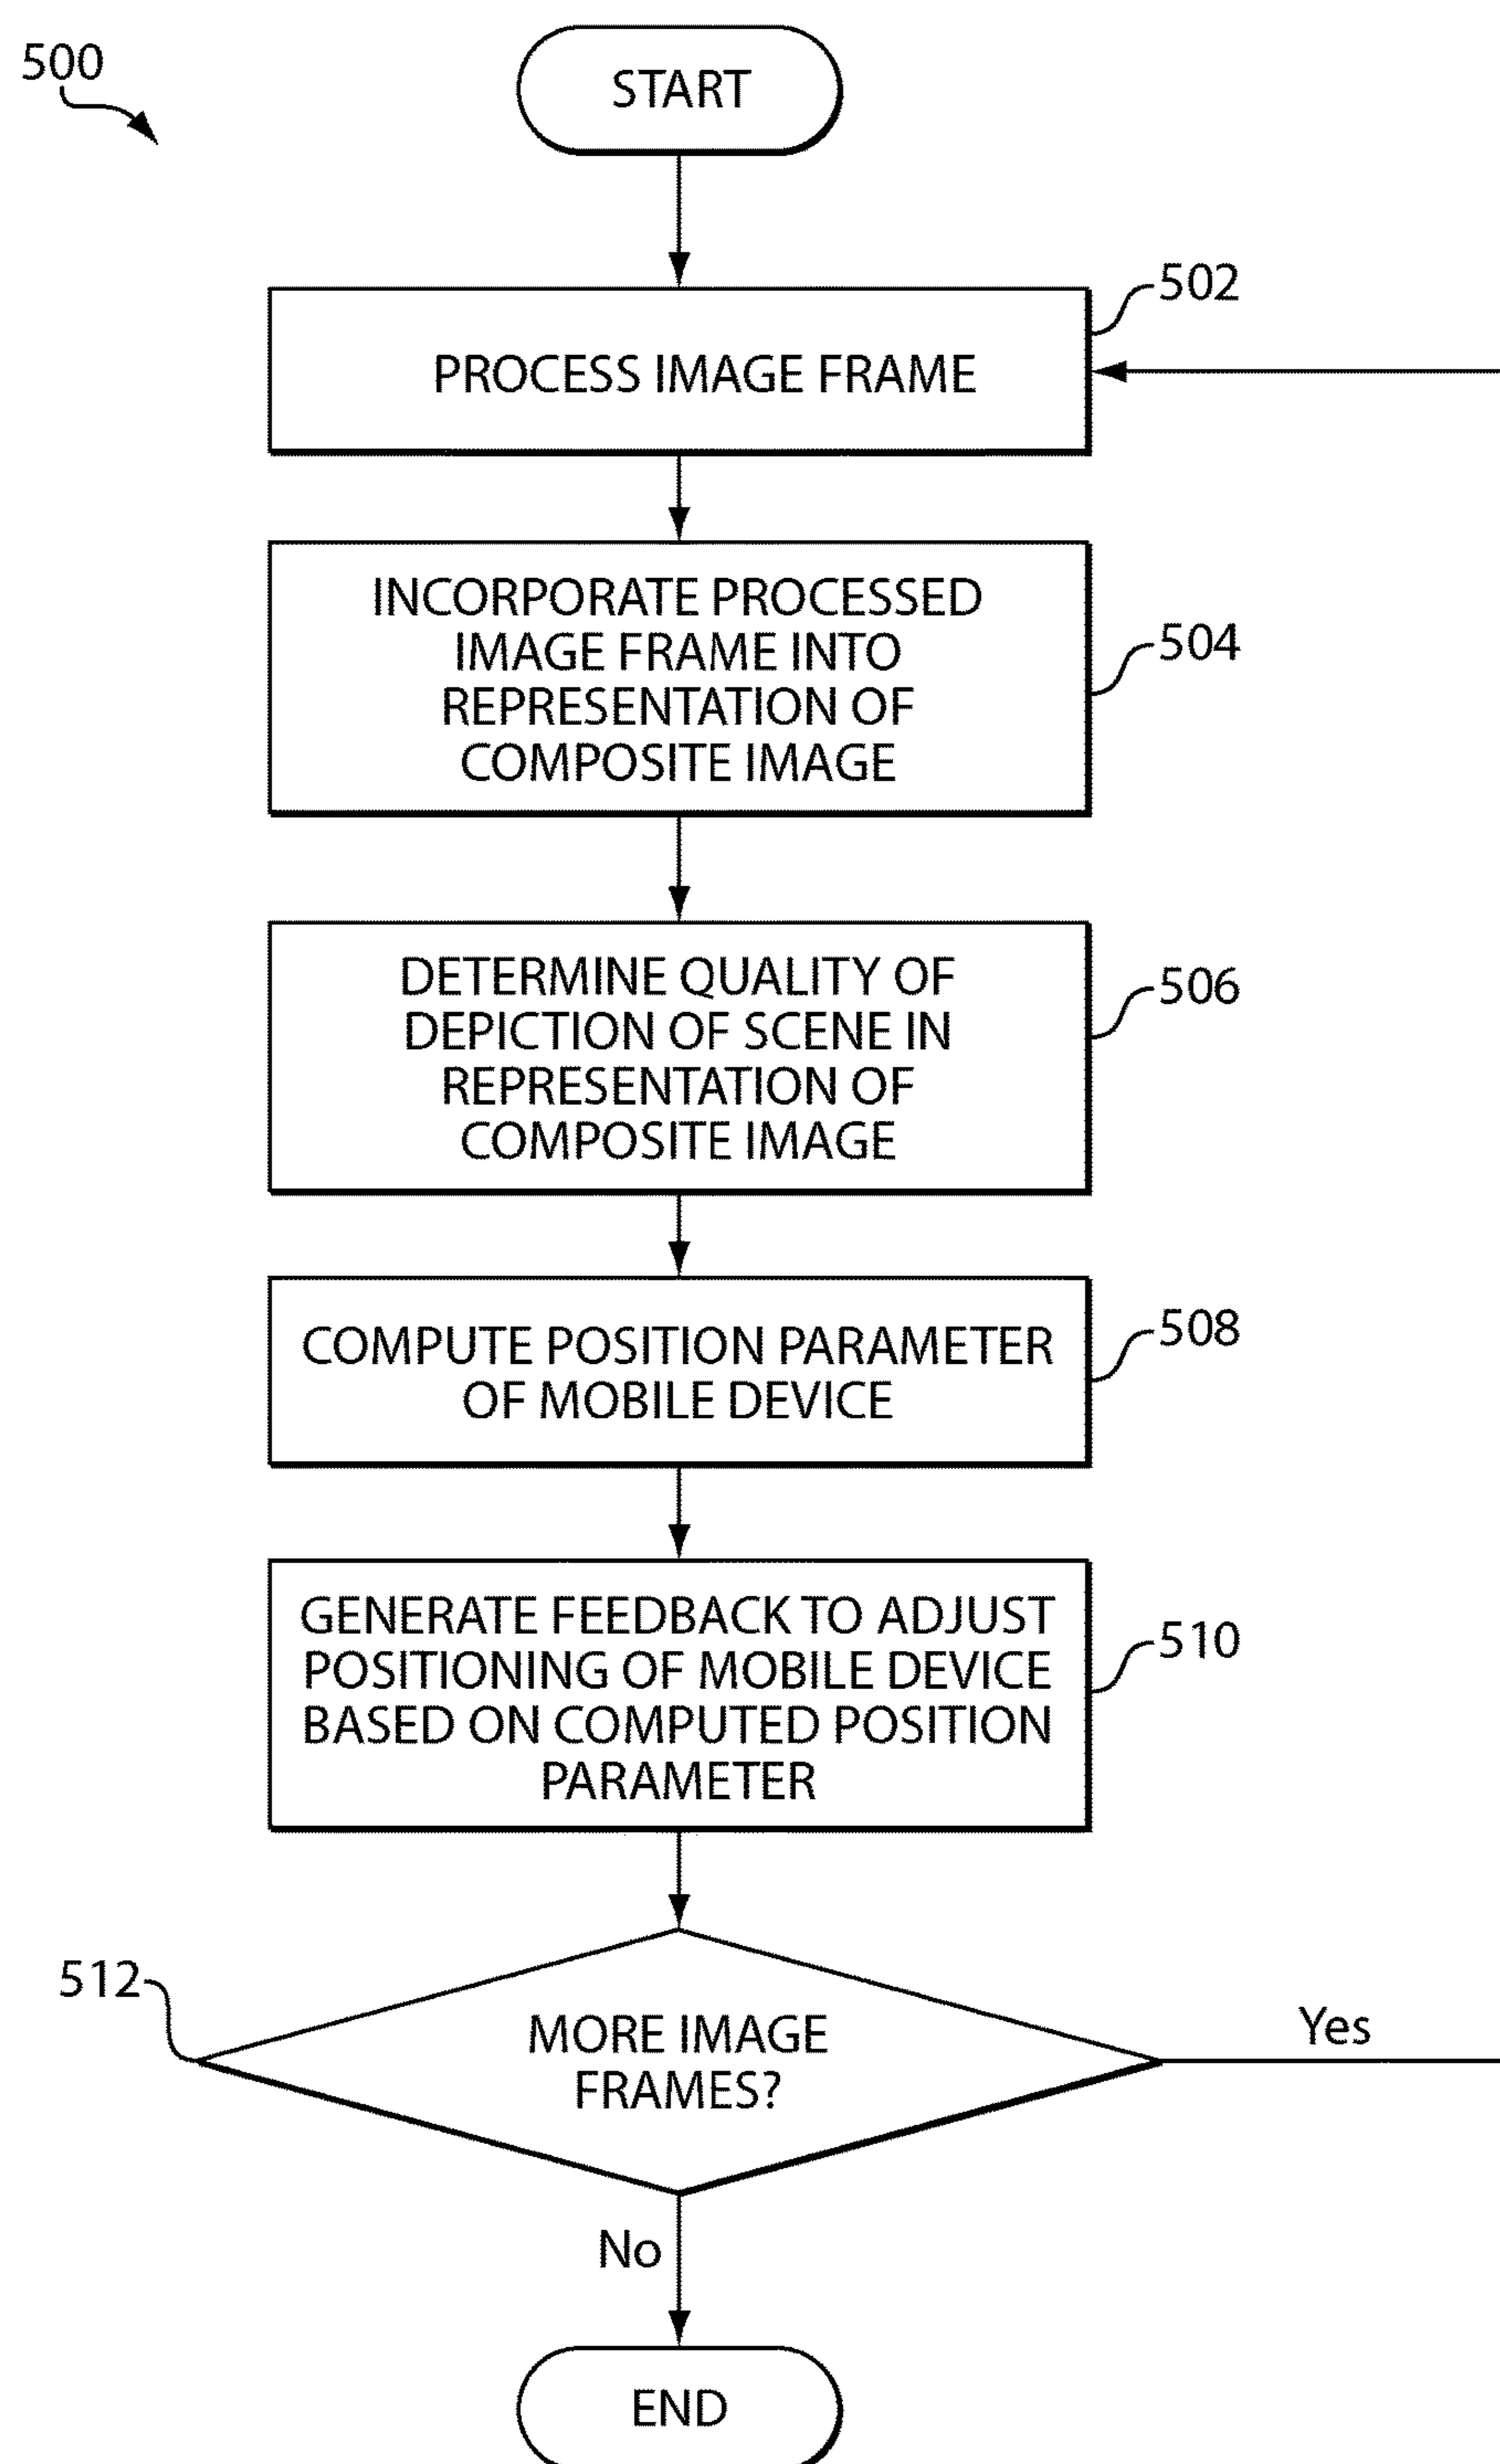 500
START
502
PROCESS IMAGE FRAME
INCORPORATE PROCESSED
IMAGE FRAME INTO
REPRESENTATION OF
COMPOSITE IMAGE
504
DETERMINE QUALITY OF
DEPICTION OF SCENE IN
REPRESENTATION OF
COMPOSITE IMAGE
506
COMPUTE POSITION PARAMETER
OF MOBILE DEVICE
508
GENERATE FEEDBACK TO ADJUST
POSITIONING OF MOBILE DEVICE
BASED ON COMPUTED POSITION
PARAMETER
510
512
MORE IMAGE
FRAMES?
Yes
No
END